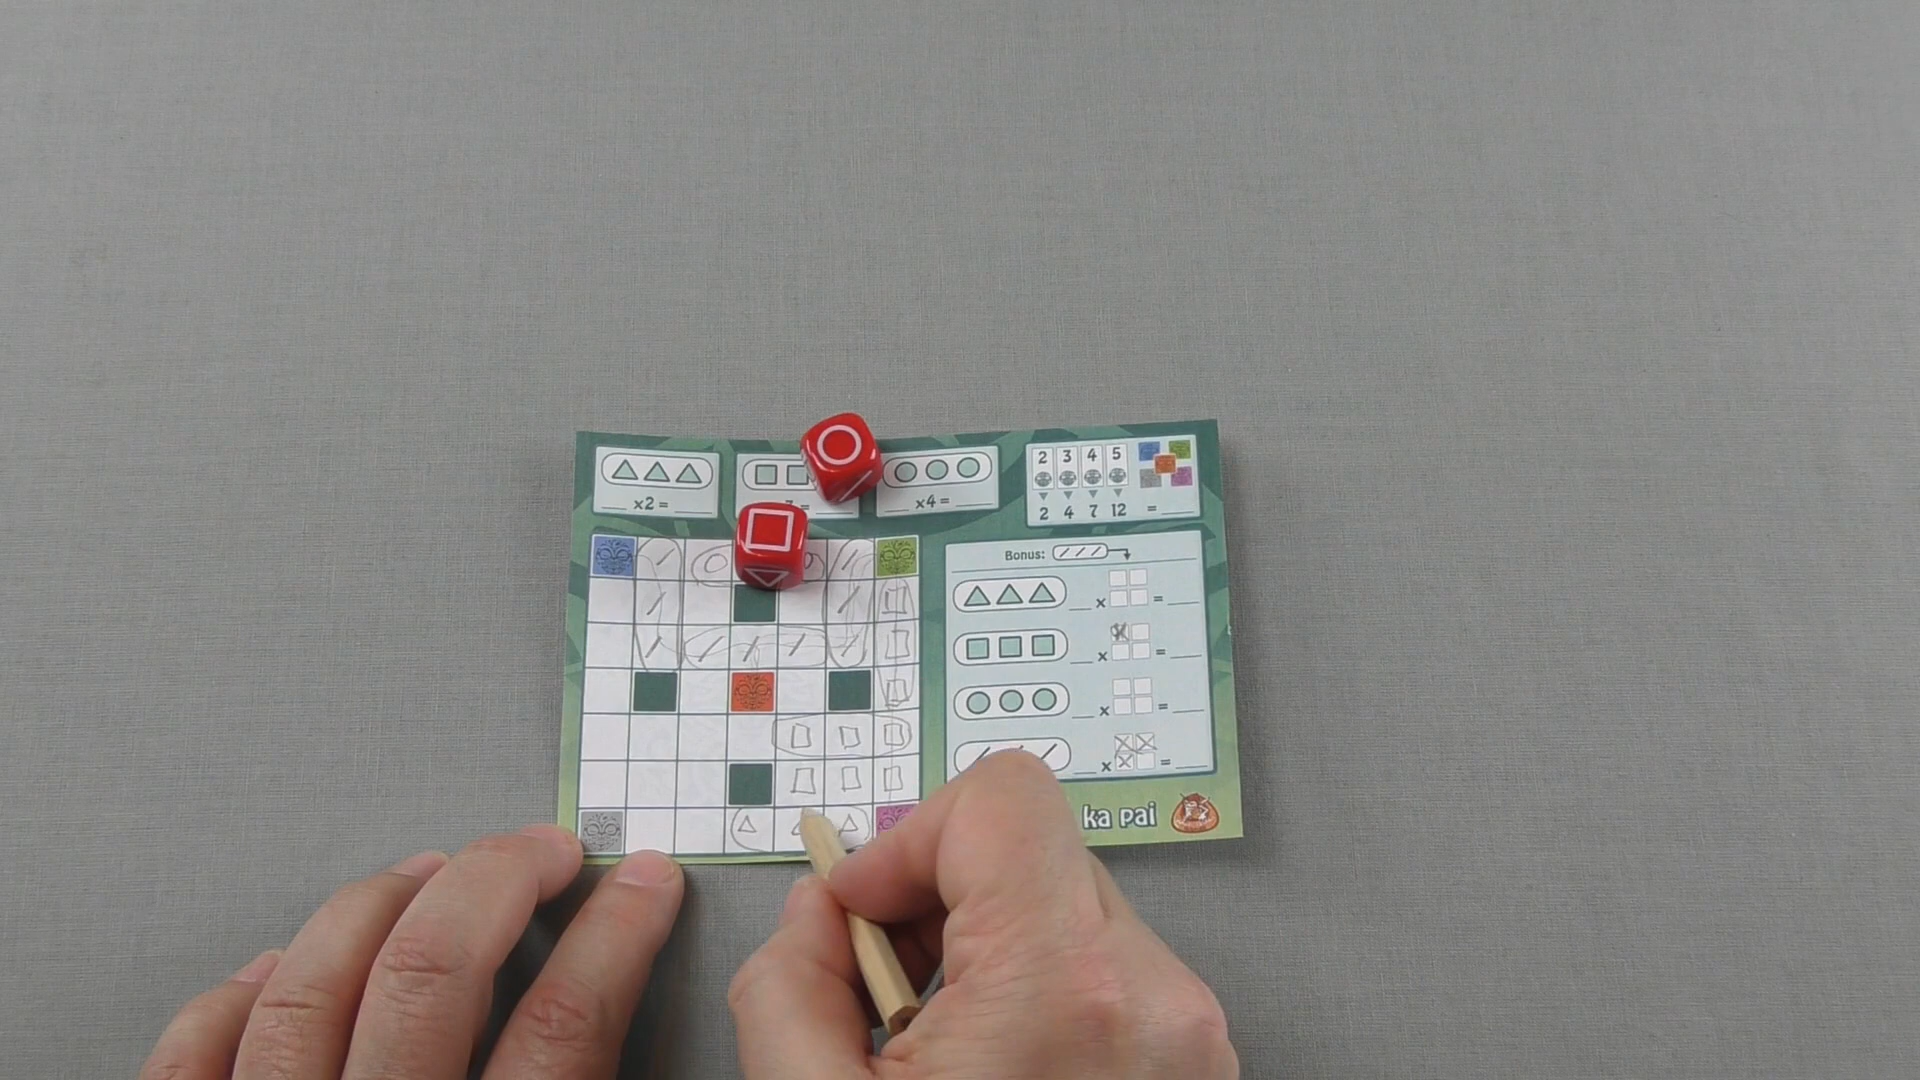 x2 =
=
x4 =
2 3 4 5
2 4 7 12 =
Bonus:
x =
x =
x =
x =
ka pai